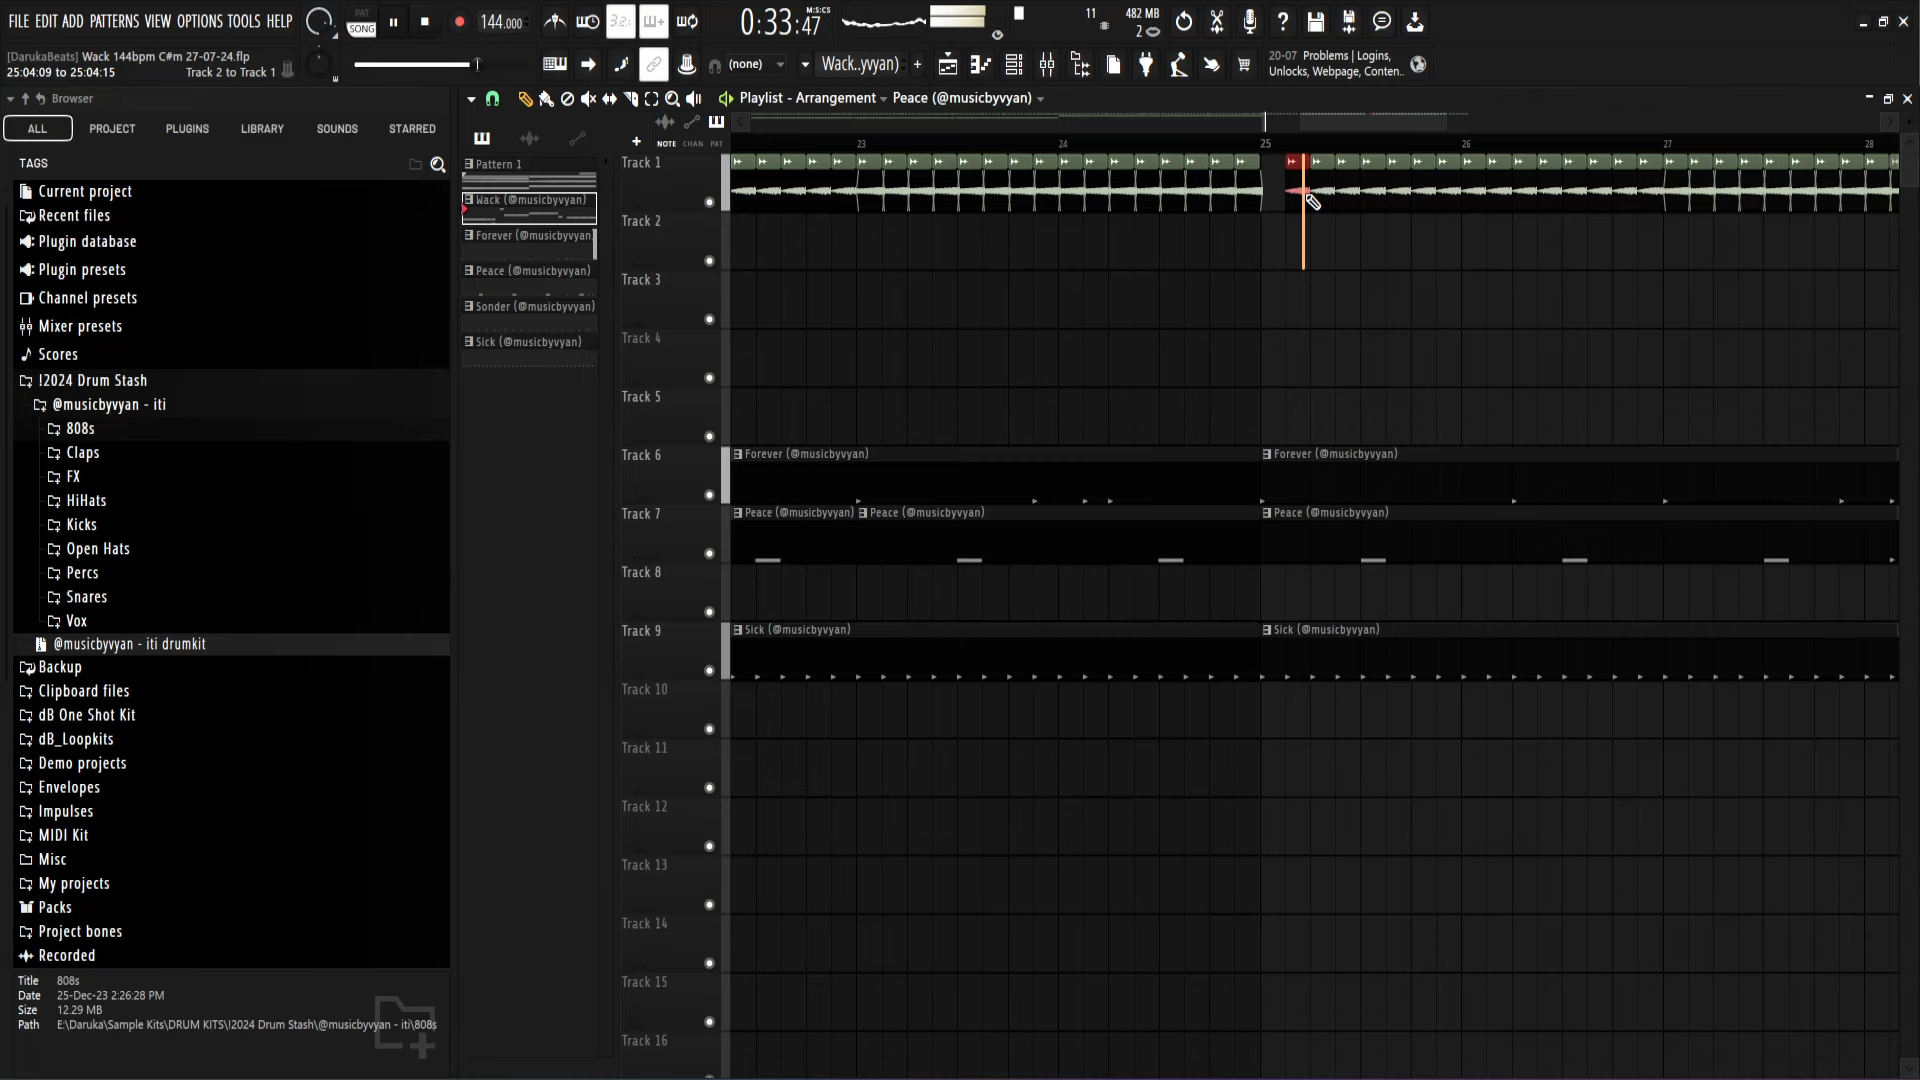 FILE EDIT ADD PATTERNS VIEW OPTIONS TOOLS HELP
PAT
SONG
144.000
3.2:
0:33:47
M:S:CS
11
482 MB
2
[DarukaBeats] Wack 144bpm C#m 27-07-24.flp
25:04:09 to 25:04:15
Track 2 to Track 1
(none)
Wack..yvyan)
20-07 Problems | Logins,
Unlocks, Webpage, Conten..
Browser
ALL
PROJECT
PLUGINS
LIBRARY
SOUNDS
STARRED
TAGS
Current project
Recent files
Plugin database
Plugin presets
Channel presets
Mixer presets
Scores
!2024 Drum Stash
@musicbyvyan - iti
808s
Claps
FX
HiHats
Kicks
Open Hats
Percs
Snares
Vox
@musicbyvyan - iti drumkit
Backup
Clipboard files
dB One Shot Kit
dB_Loopkits
Demo projects
Envelopes
Impulses
MIDI Kit
Misc
My projects
Packs
Project bones
Recorded
Title 808s
Date 25-Dec-23 2:26:28 PM
Size 12.29 MB
Path E:\Daruka\Sample Kits\DRUM KITS\!2024 Drum Stash\@musicbyvyan - iti\808s
Pattern 1
Wack (@musicbyvyan)
Forever (@musicbyvyan)
Peace (@musicbyvyan)
Sonder (@musicbyvyan)
Sick (@musicbyvyan)
Playlist - Arrangement
Peace (@musicbyvyan)
NOTE CHAN PAT
23 24 25 26 27 28
Track 1
Track 2
Track 3
Track 4
Track 5
Track 6
Forever (@musicbyvyan)
Forever (@musicbyvyan)
Track 7
Peace (@musicbyvyan)
Peace (@musicbyvyan)
Peace (@musicbyvyan)
Track 8
Track 9
Sick (@musicbyvyan)
Sick (@musicbyvyan)
Track 10
Track 11
Track 12
Track 13
Track 14
Track 15
Track 16